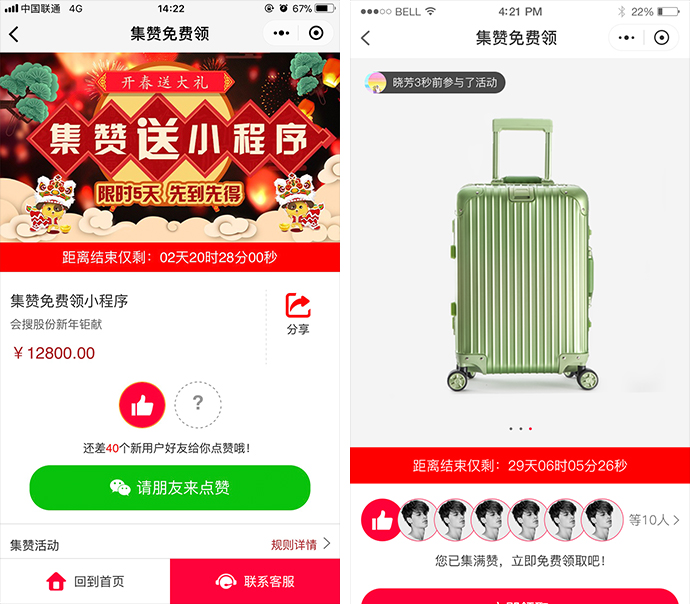 中国联通 4G 14:22 67%
集赞免费领
开春送大礼
集赞送小程序
限时5天 先到先得
距离结束仅剩：02天20时28分00秒
集赞免费领小程序
会搜股份新年钜献
￥12800.00
分享
?
还差40个新用户好友给你点赞哦！
请朋友来点赞
集赞活动 规则详情
回到首页 联系客服
BELL 4:21 PM 22%
集赞免费领
晓芳3秒前参与了活动
距离结束仅剩：29天06时05分26秒
等10人
您已集满赞，立即免费领取吧！
立即领取